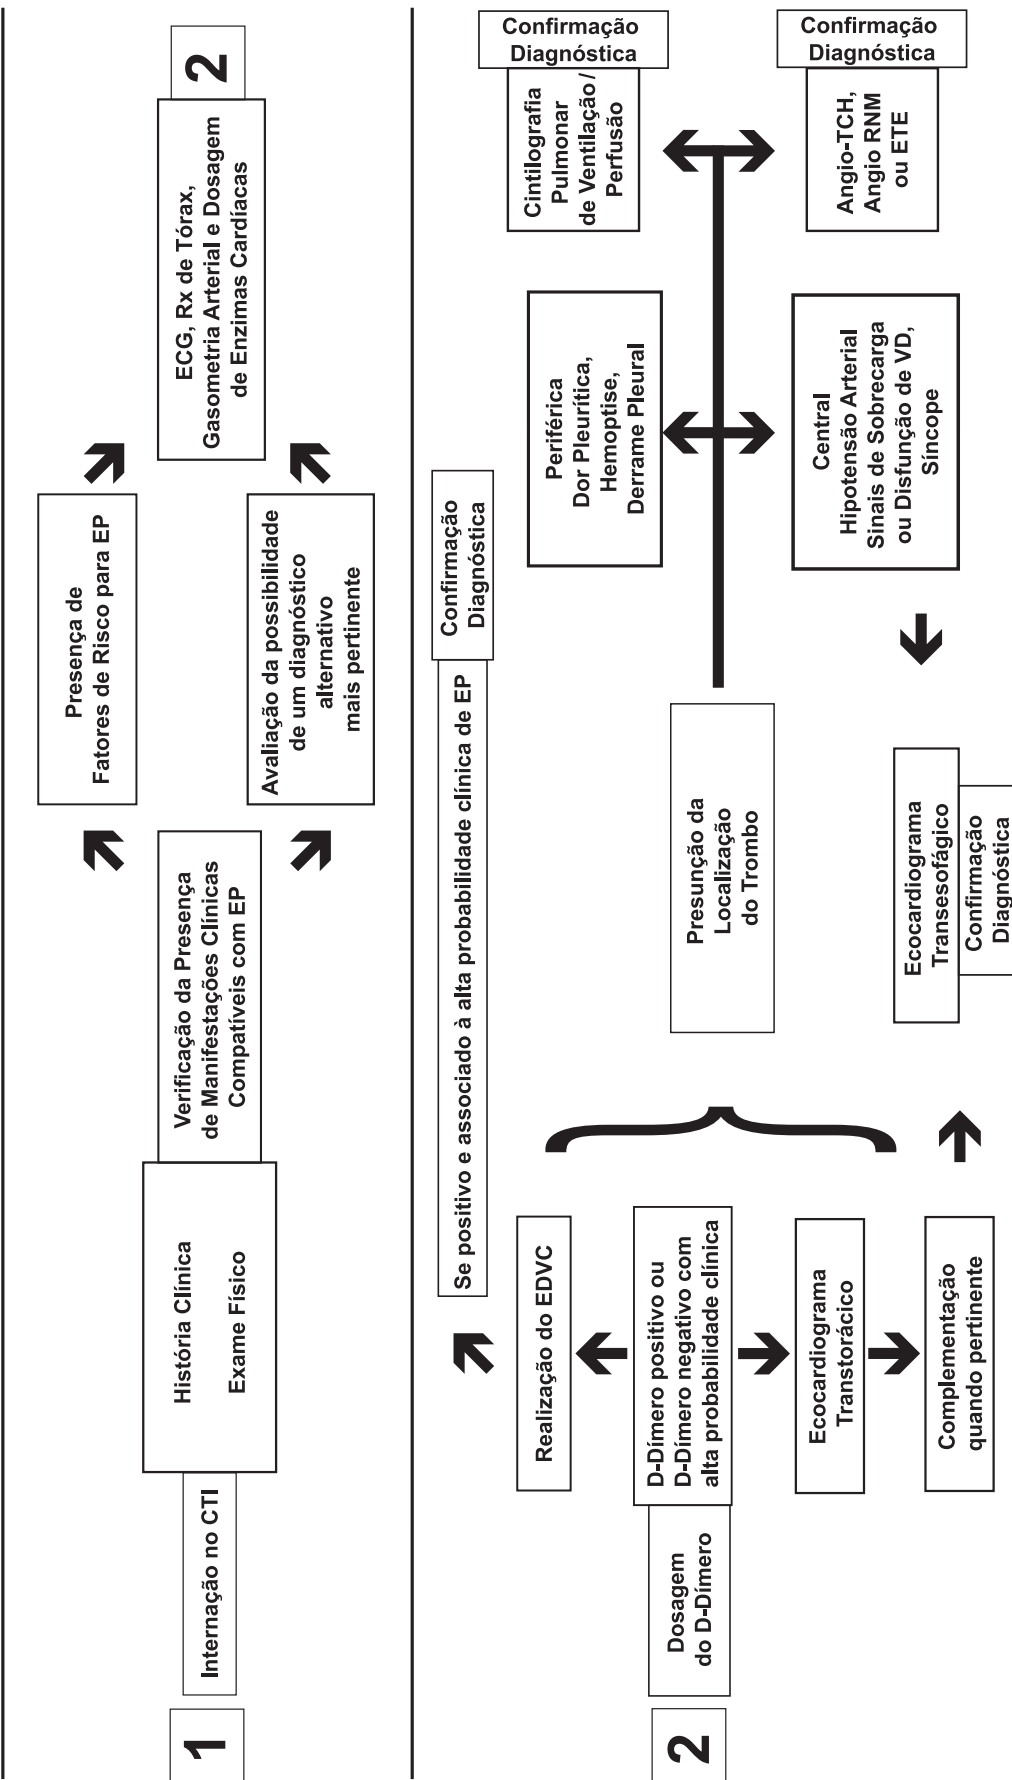 1
Internação no CTI
História Clínica
Exame Físico
Verificação da Presença
de Manifestações Clínicas
Compatíveis com EP
Presença de
Fatores de Risco para EP
Avaliação da possibilidade
de um diagnóstico
alternativo
mais pertinente
ECG, Rx de Tórax,
Gasometria Arterial e Dosagem
de Enzimas Cardíacas
2
2
Dosagem
do D-Dímero
D-Dímero positivo ou
D-Dímero negativo com
alta probabilidade clínica
Realização do EDVC
Se positivo e associado à alta probabilidade clínica de EP
Confirmação
Diagnóstica
Ecocardiograma
Transtorácico
Complementação
quando pertinente
Ecocardiograma
Transesofágico
Confirmação
Diagnóstica
Presunção da
Localização
do Trombo
Periférica
Dor Pleurítica,
Hemoptise,
Derrame Pleural
Central
Hipotensão Arterial
Sinais de Sobrecarga
ou Disfunção de VD,
Síncope
Cintilografia
Pulmonar
de Ventilação/
Perfusão
Confirmação
Diagnóstica
Angio-TCH,
Angio RNM
ou ETE
Confirmação
Diagnóstica